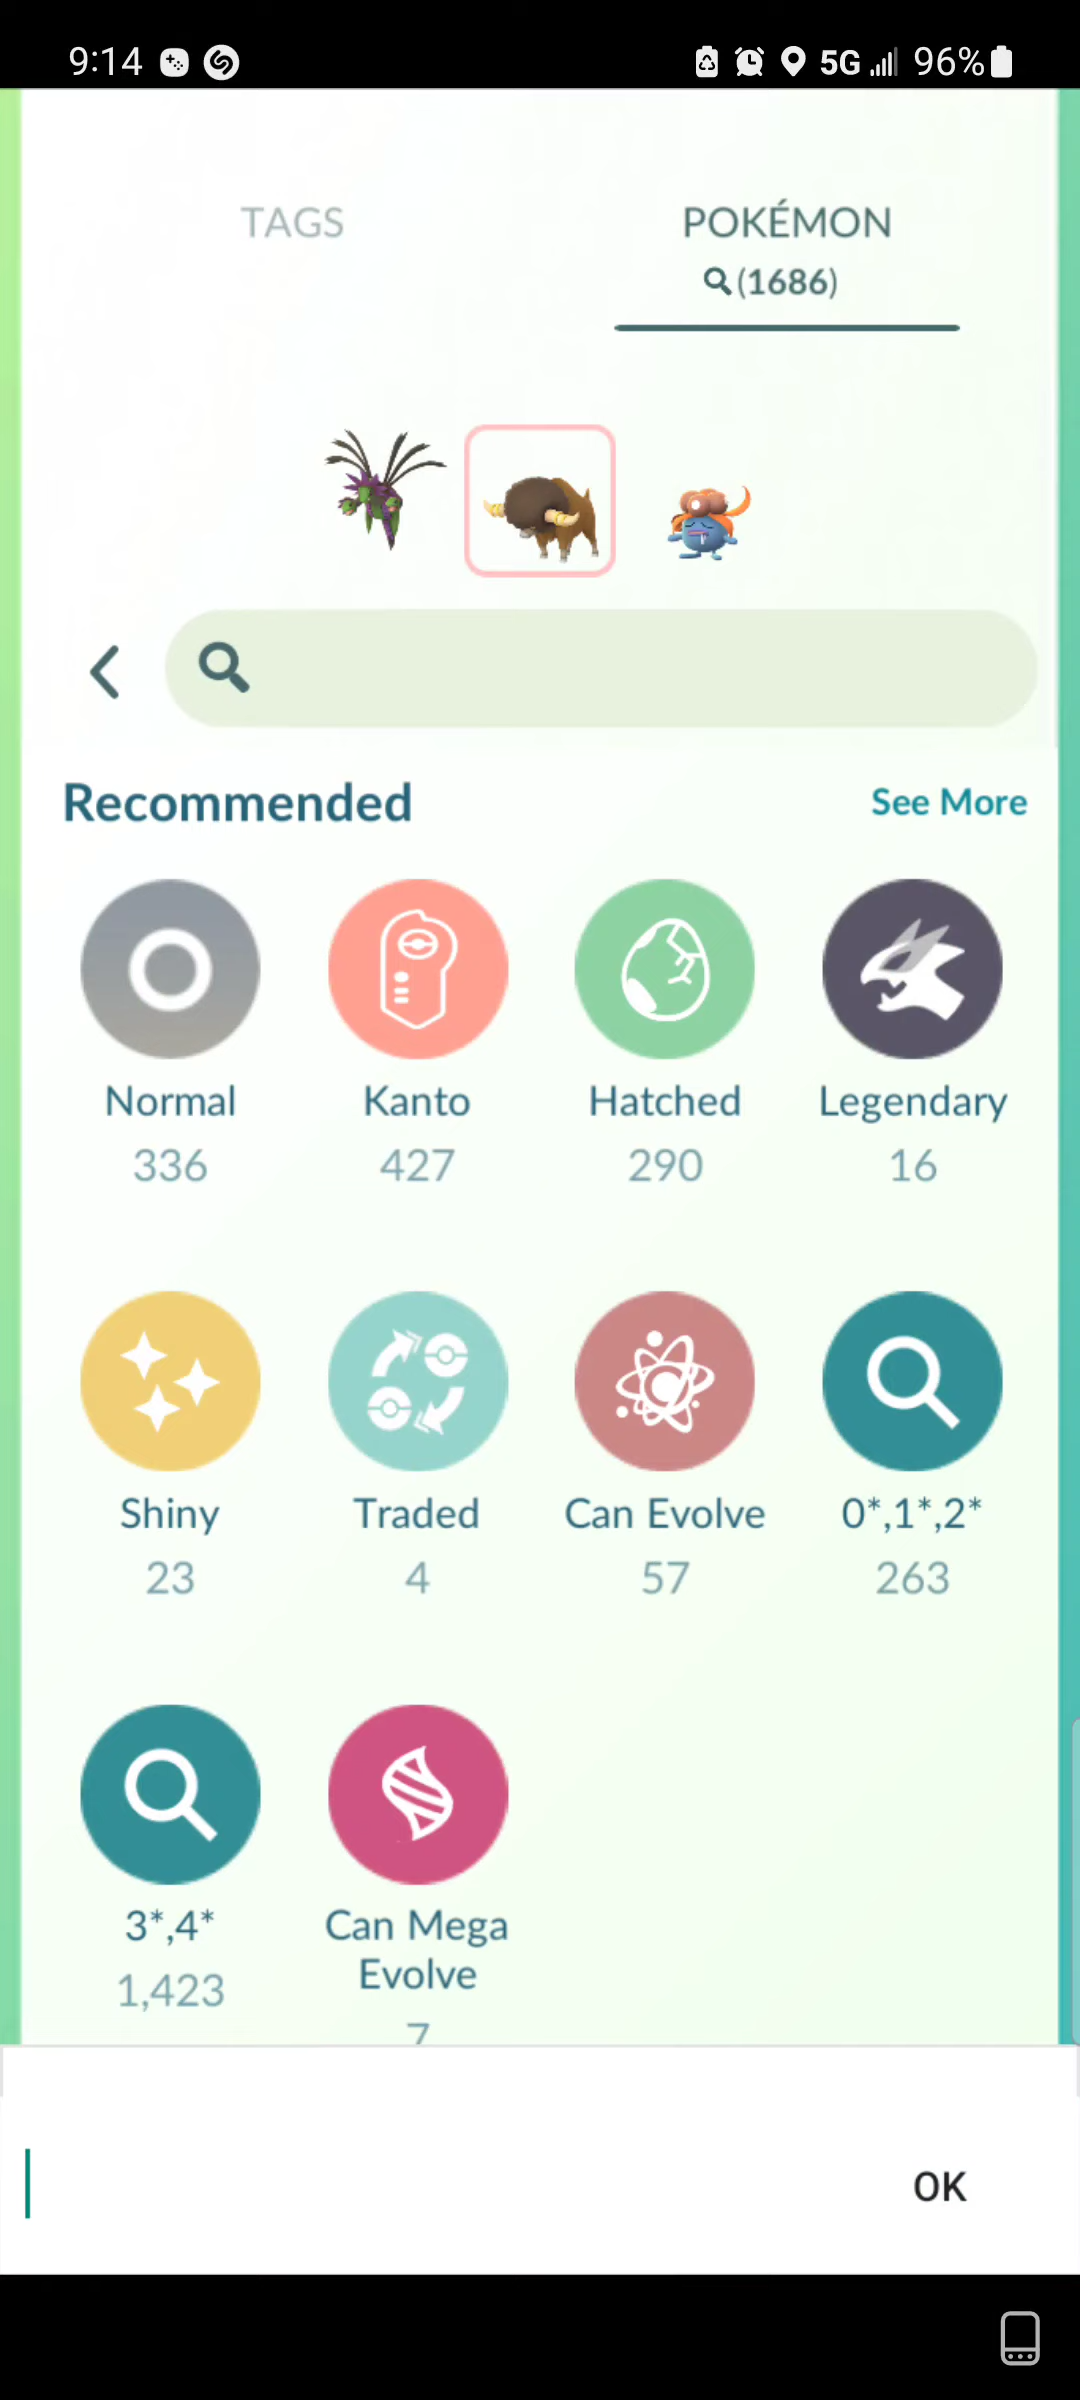 9:14 5G 96%
TAGS POKÉMON
(1686)
Recommended See More
Normal Kanto Hatched Legendary
336 427 290 16
Shiny Traded Can Evolve 0*,1*,2*
23 4 57 263
3*,4* Can Mega
Evolve
1,423
7
OK